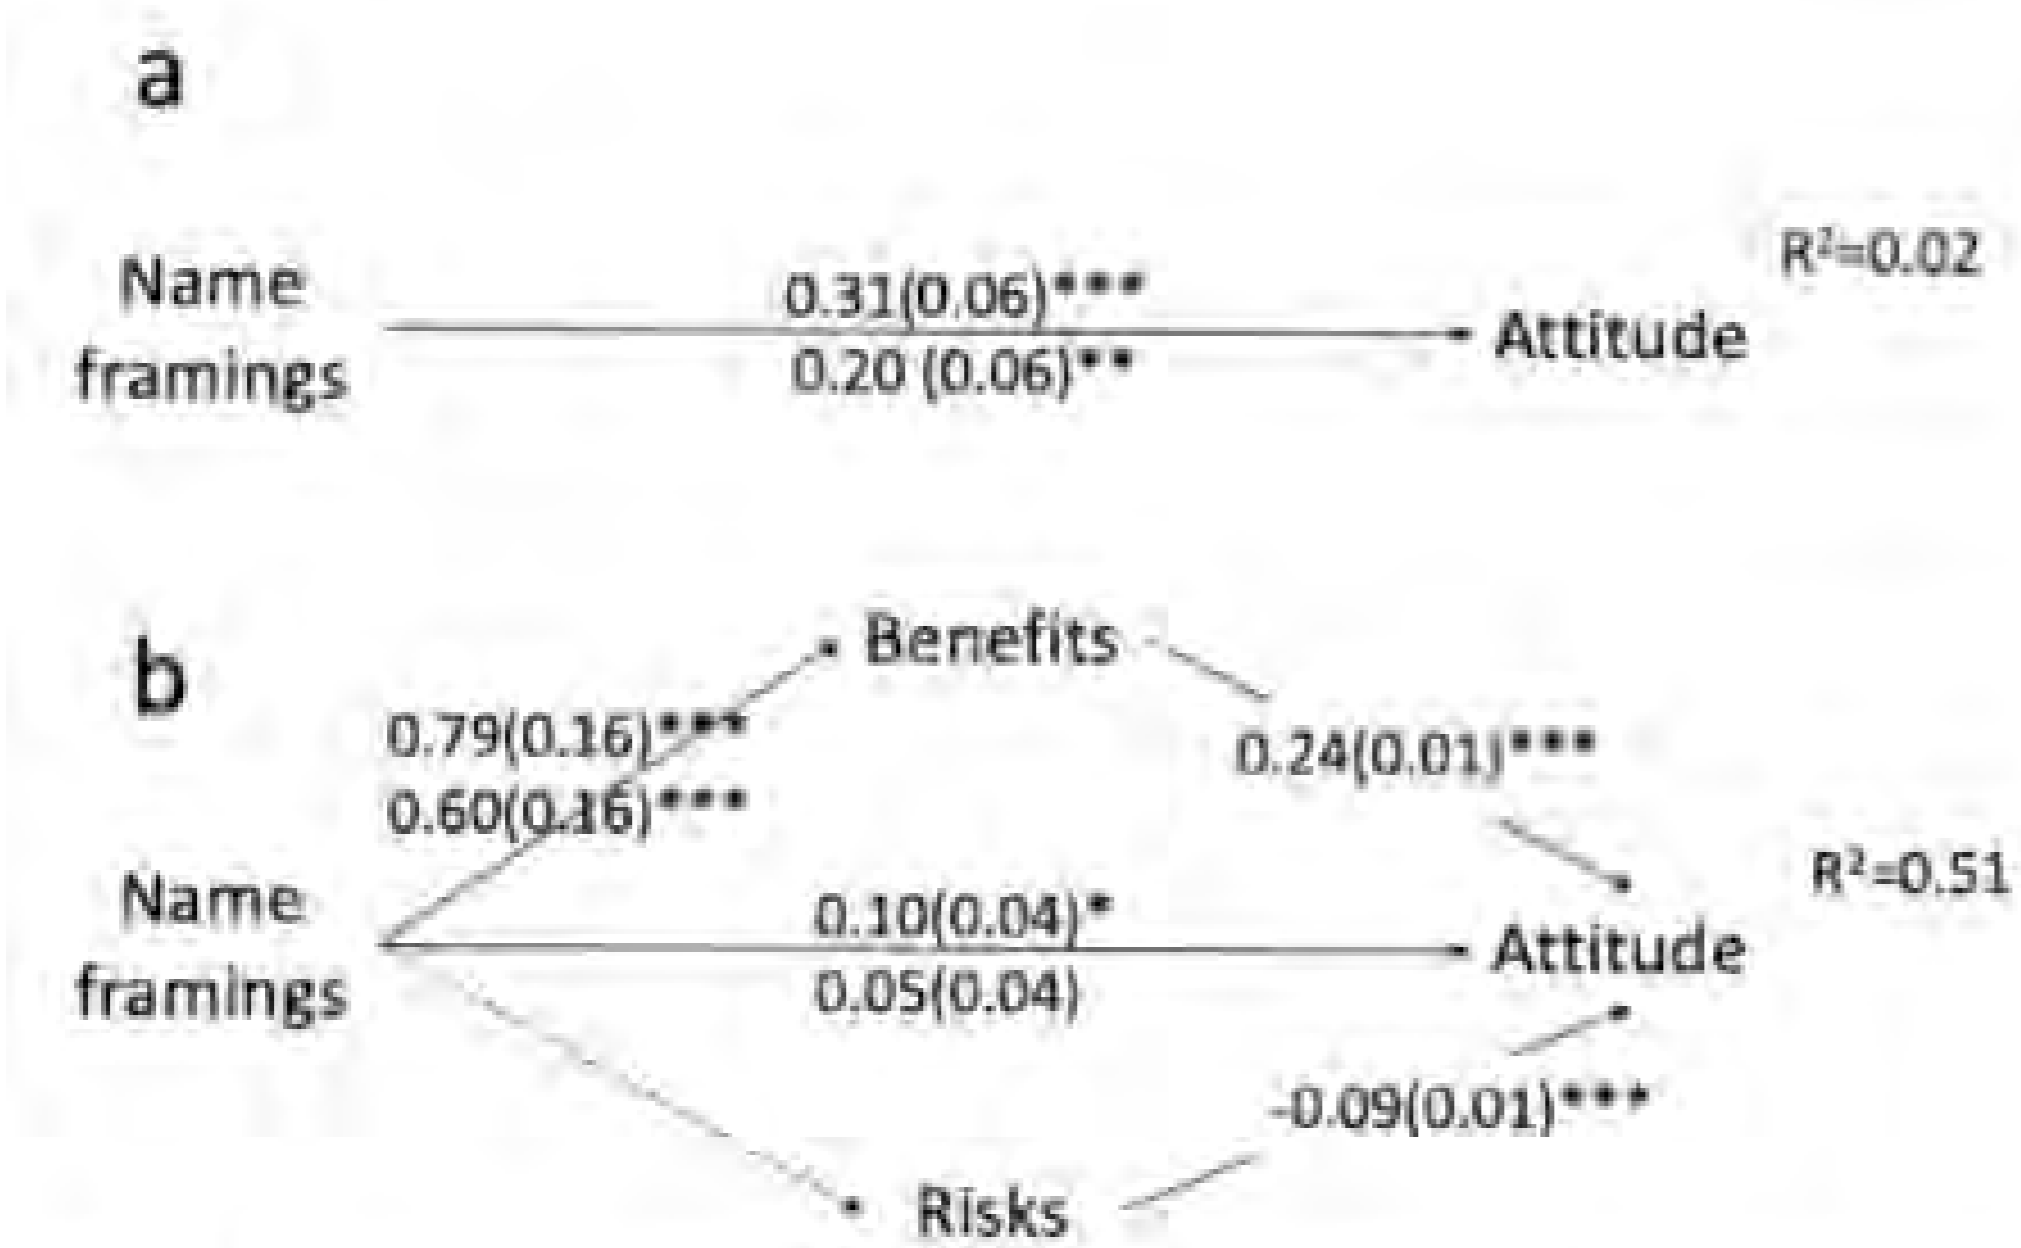 a
R²=0.02
Name
framings
0.31(0.06)***
0.20 (0.06)**
Attitude
b
Benefits
0.79(0.16)***
0.60(0.16)***
0.24(0.01)***
R²=0.51
Name
framings
0.10(0.04)*
0.05(0.04)
Attitude
-0.09(0.01)***
Risks